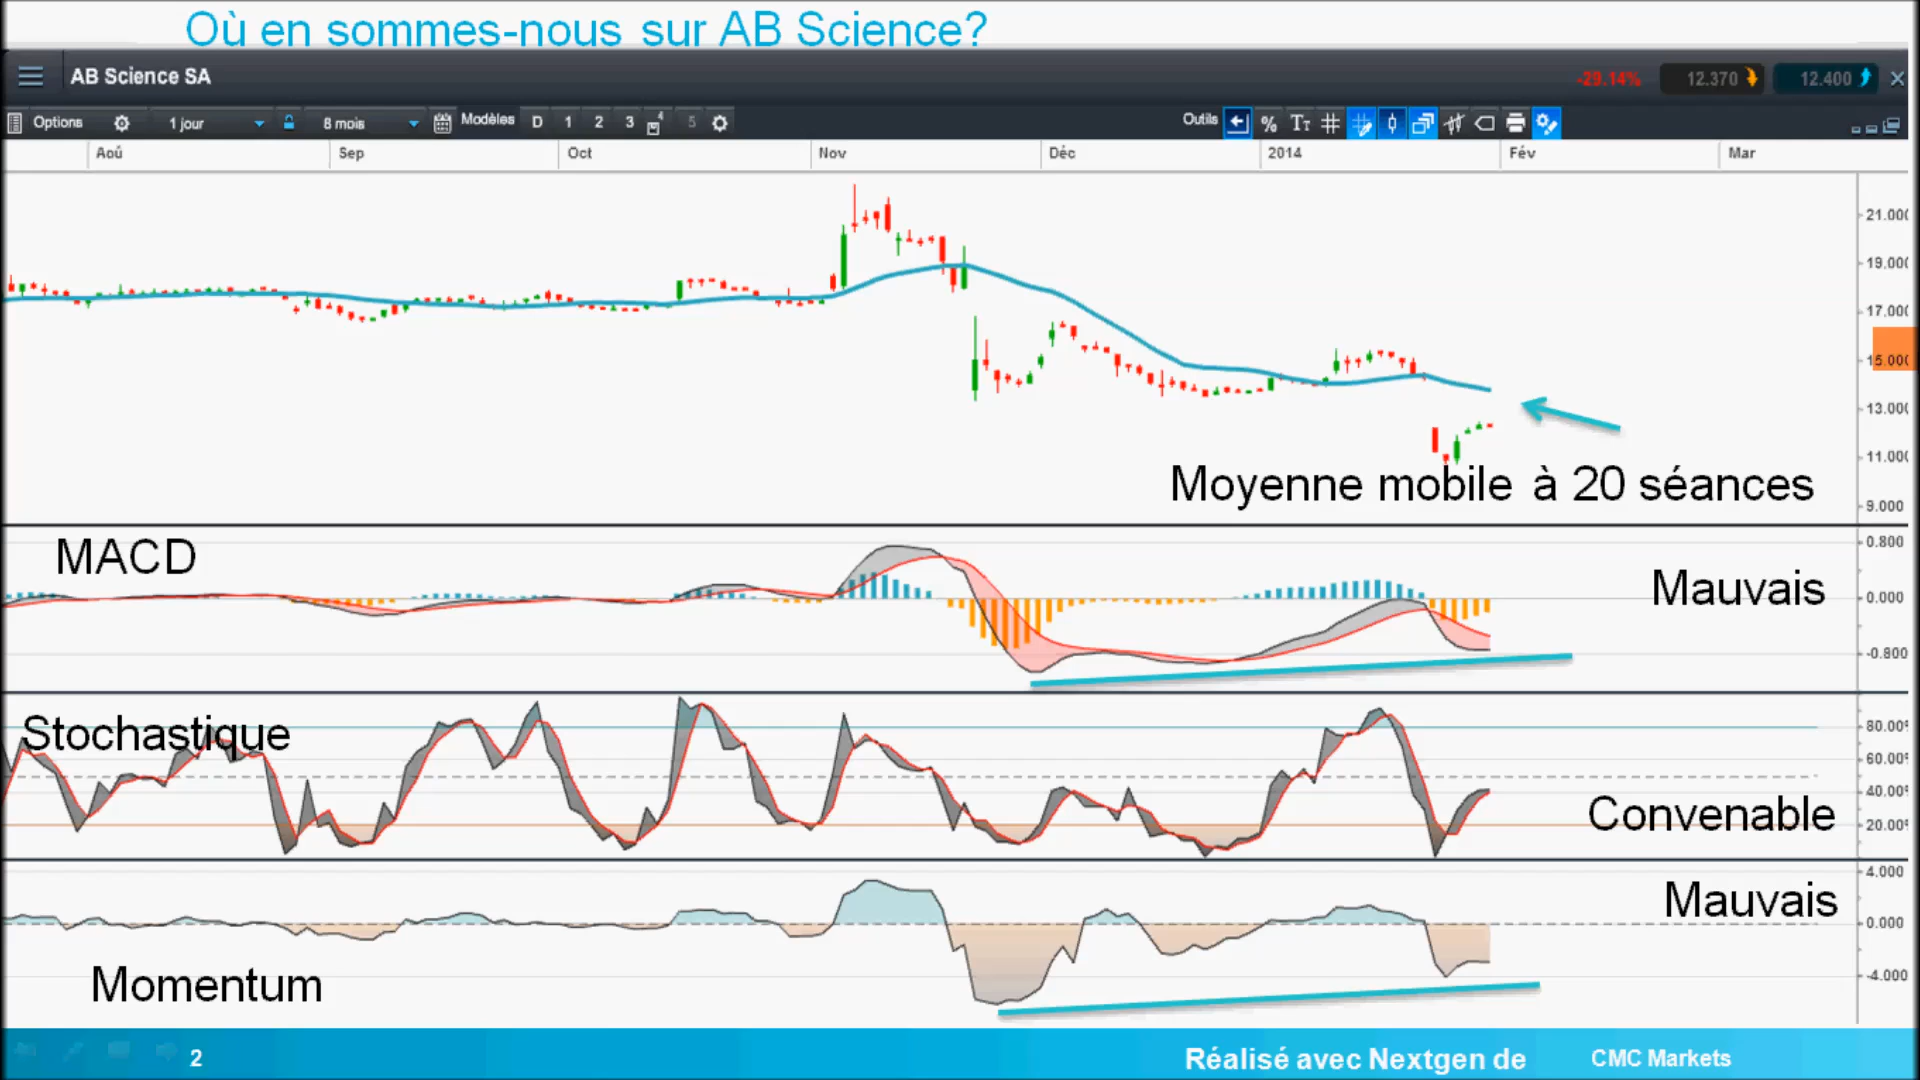 Où en sommes-nous sur AB Science?
AB Science SA
-29.14% 12.370 12.400
Options 1 jour 8 mois Modèles D 1 2 3 4 5 Outils % TT
Aoû Sep Oct Nov Déc 2014 Fév Mar
21.000
19.000
17.000
15.000
13.000
11.000
9.000
Moyenne mobile à 20 séances
MACD
Mauvais
0.800
0.000
-0.800
Stochastique
Convenable
80.00%
60.00%
40.00%
20.00%
Mauvais
4.000
0.000
-4.000
Momentum
2
Réalisé avec Nextgen de CMC Markets